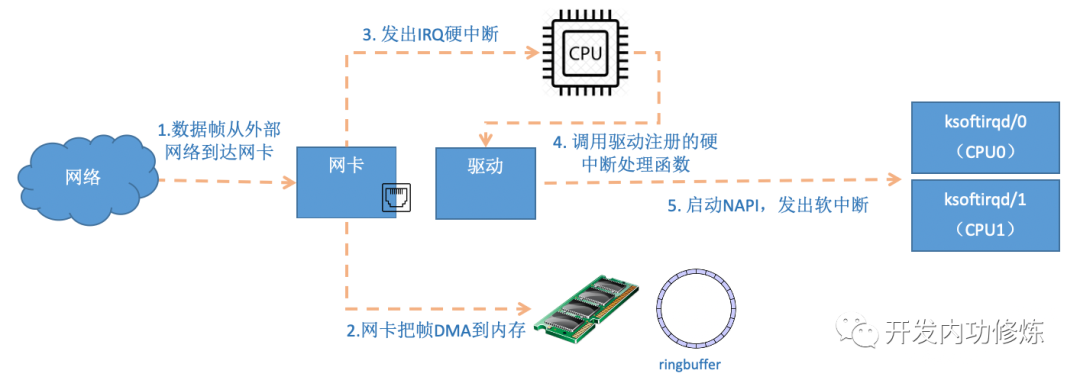 3. 发出IRQ硬中断
CPU
1.数据帧从外部
网络到达网卡
网络
网卡
驱动
4. 调用驱动注册的硬
中断处理函数
ksoftirqd/0
（CPU0）
5. 启动NAPI，发出软中断
ksoftirqd/1
（CPU1）
2.网卡把帧DMA到内存
ringbuffer
开发内功修炼